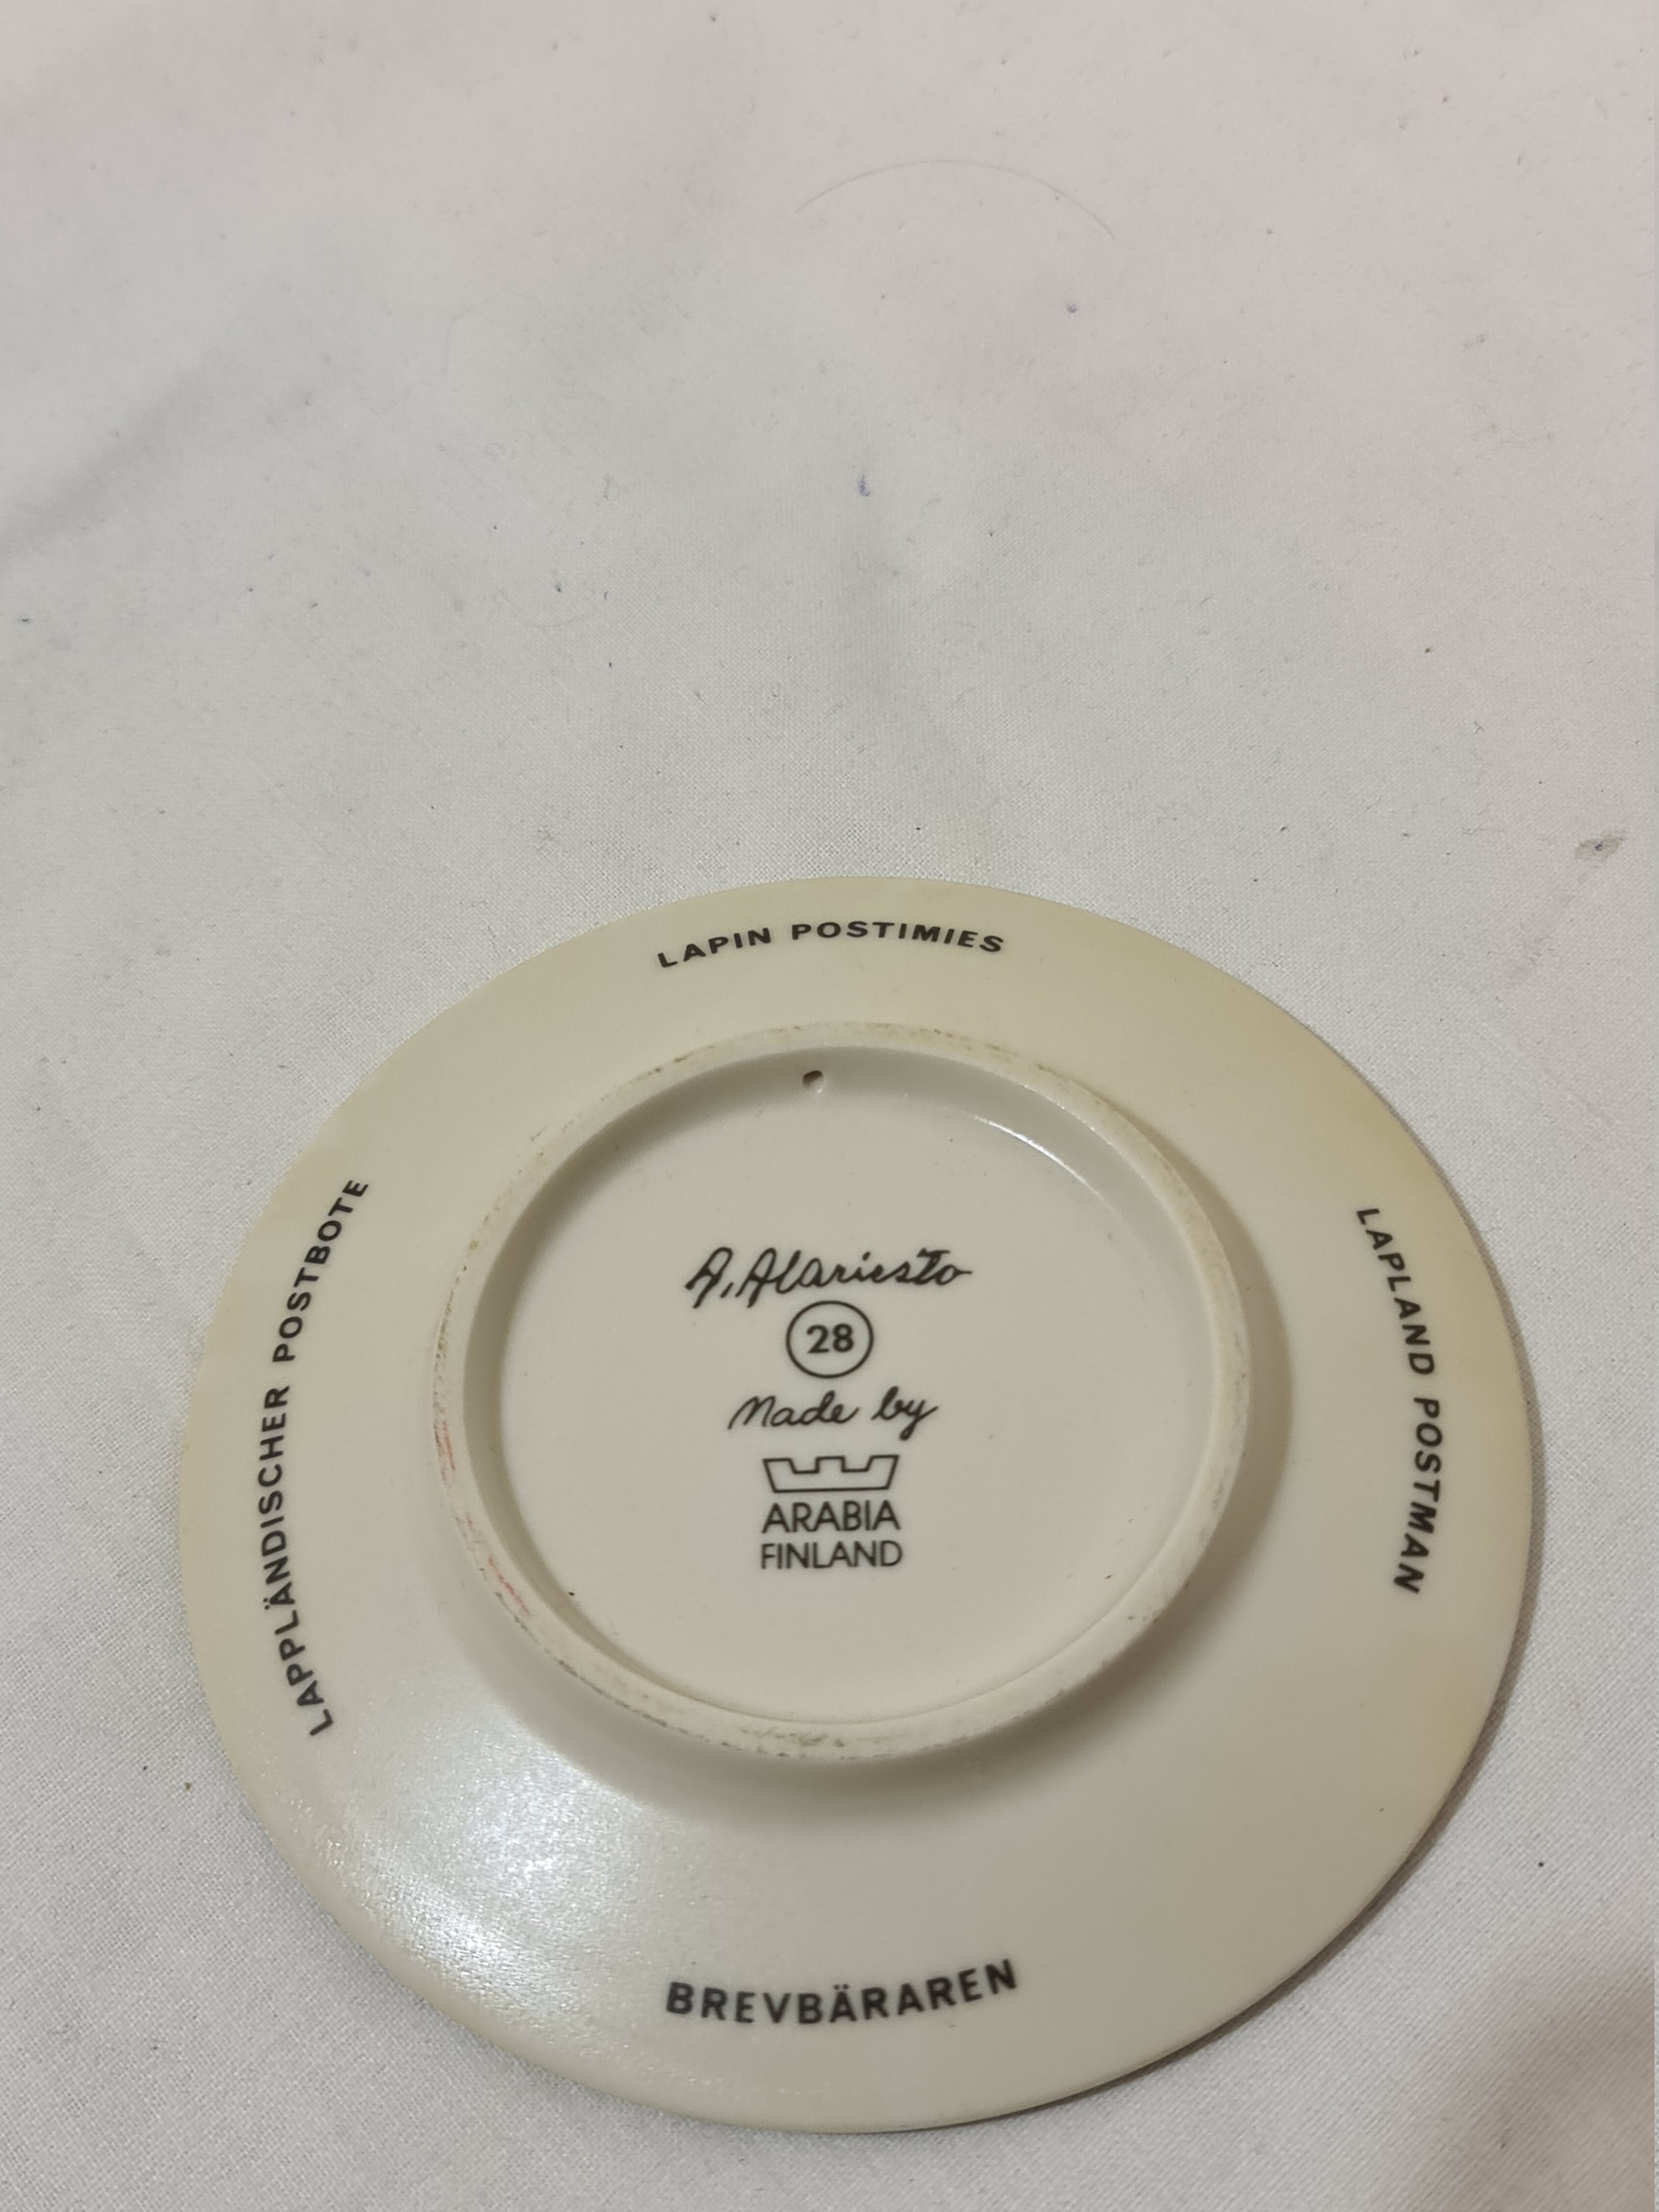 LAPIN POSTIMIES
LAPPLÄNDISCHER POSTBOTE
LAPLAND POSTMAN
A. Alariesto
28
Made by
ARABIA
FINLAND
BREVBÄRAREN